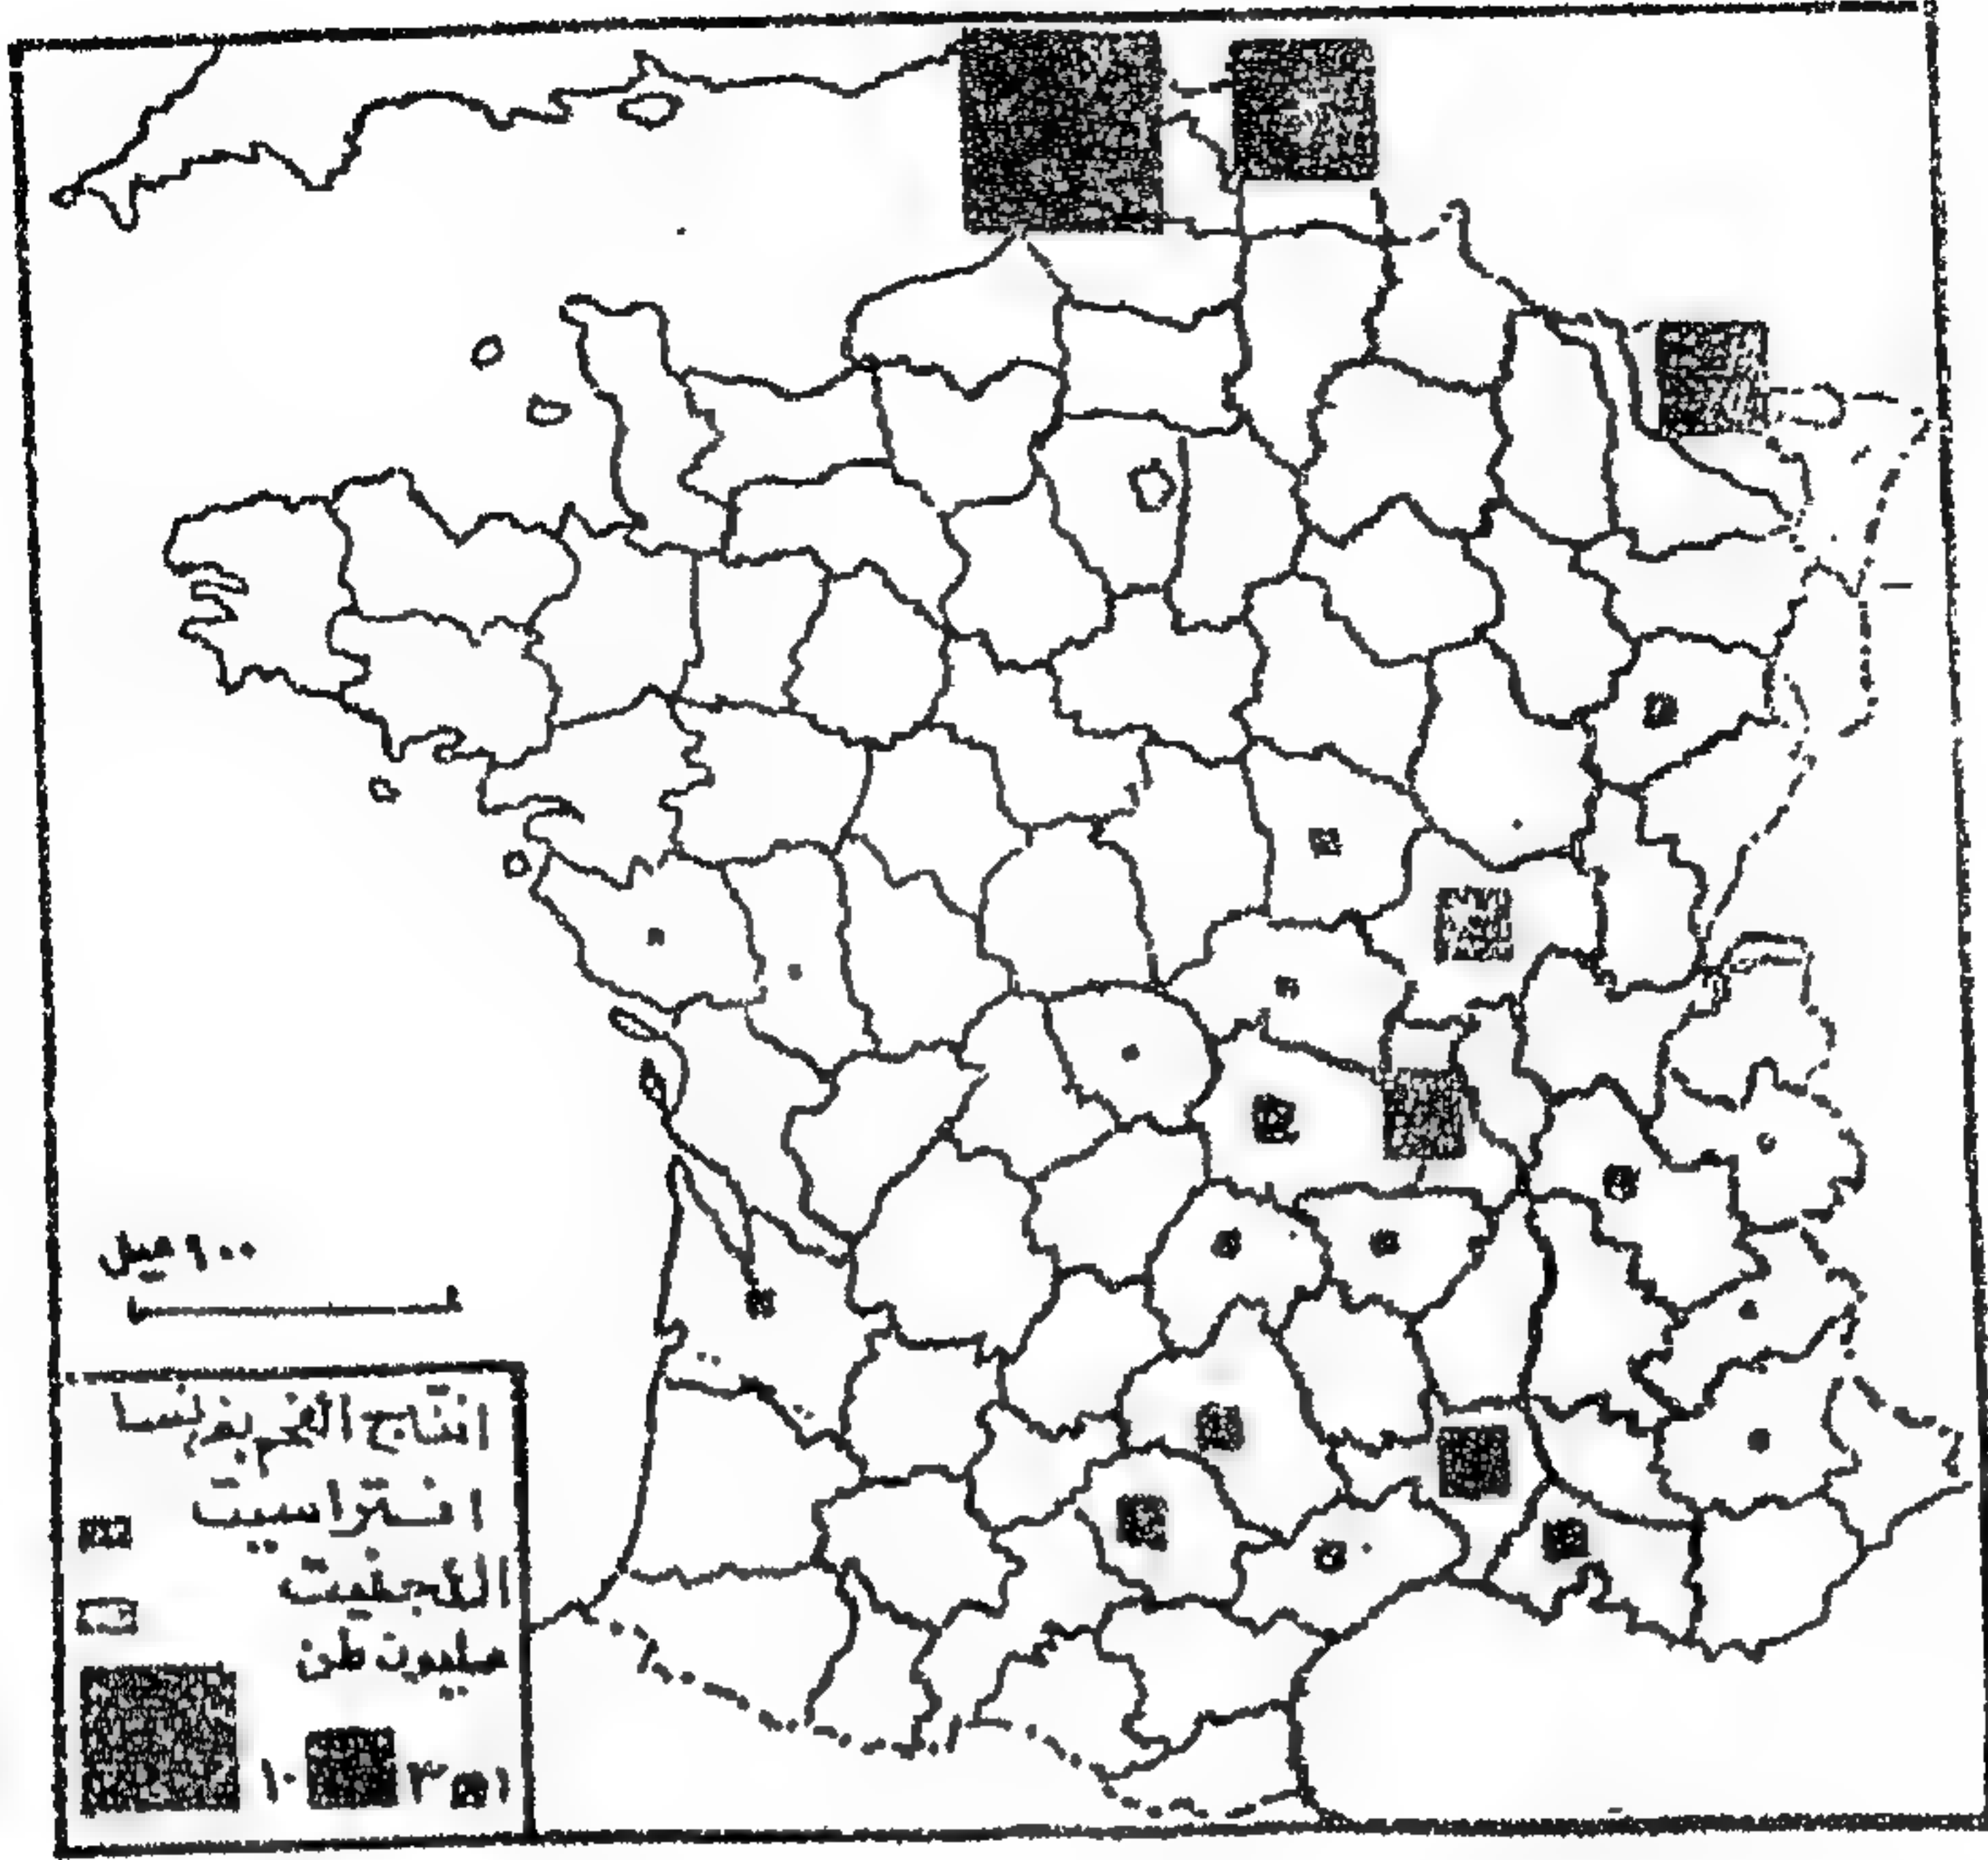 ١٠٠ ميل
انتاج الفحم بفرنسا
انتراسيت
اللجنيت
مليون طن
١٠ ٣ ١